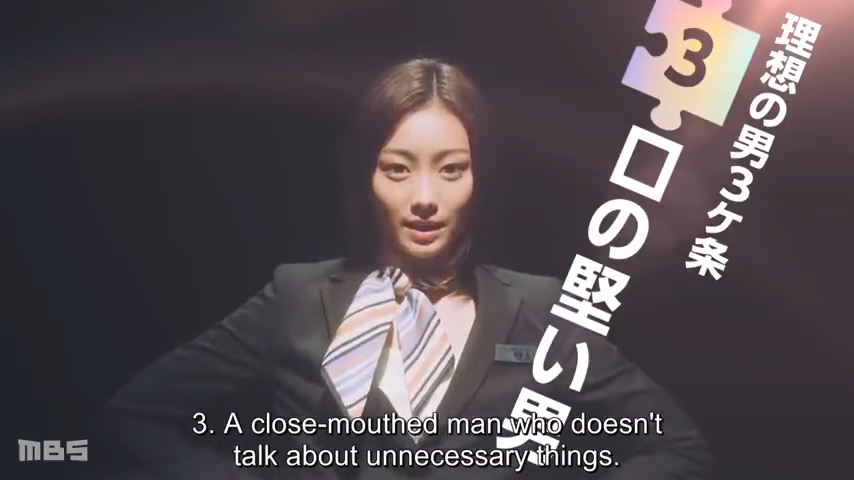 理想の男3ヶ条
3
口の堅い男
3. A close-mouthed man who doesn't
talk about unnecessary things.
MBS